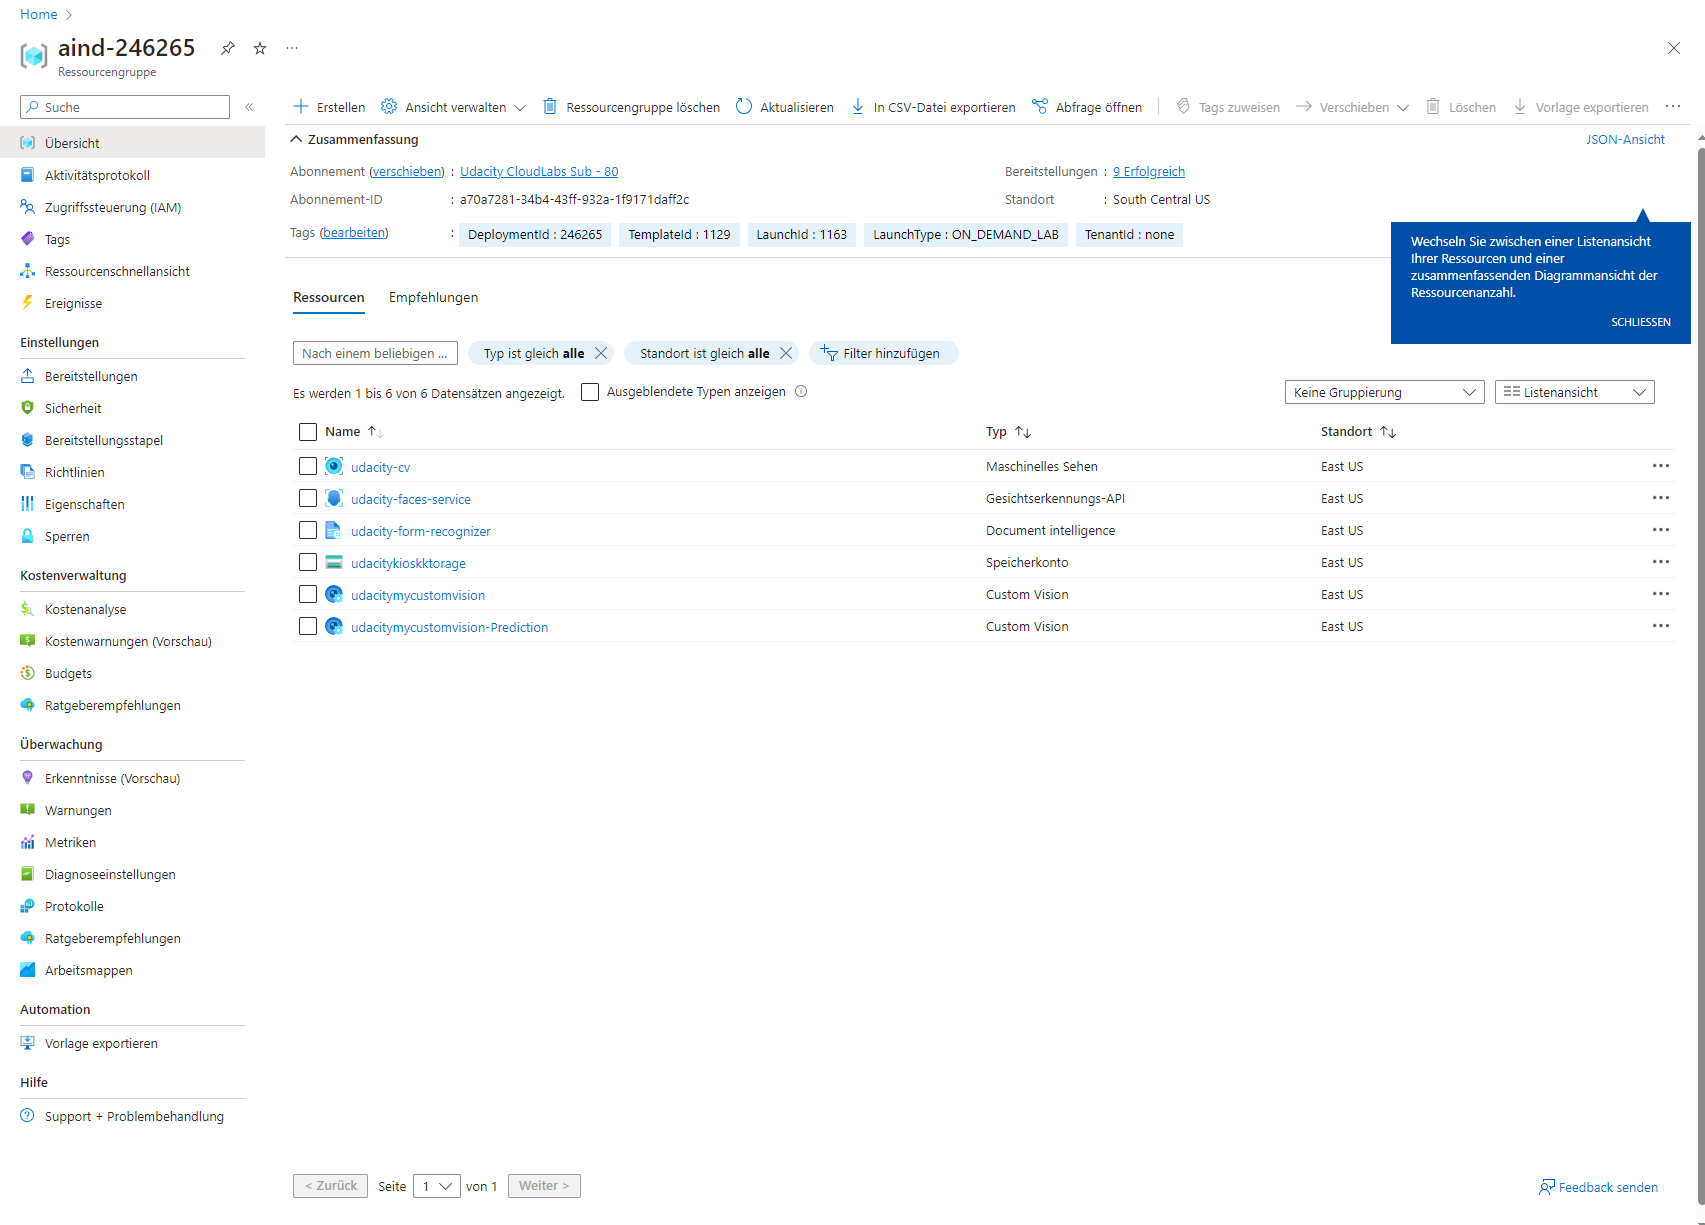 Home
aind-246265
Ressourcengruppe
Suche
Erstellen
Ansicht verwalten
Ressourcengruppe löschen
Aktualisieren
In CSV-Datei exportieren
Abfrage öffnen
Tags zuweisen
Verschieben
Löschen
Vorlage exportieren
Übersicht
Aktivitätsprotokoll
Zugriffssteuerung (IAM)
Tags
Ressourcenschnellansicht
Ereignisse
Einstellungen
Bereitstellungen
Sicherheit
Bereitstellungsstapel
Richtlinien
Eigenschaften
Sperren
Kostenverwaltung
Kostenanalyse
Kostenwarnungen (Vorschau)
Budgets
Ratgeberempfehlungen
Überwachung
Erkenntnisse (Vorschau)
Warnungen
Metriken
Diagnoseeinstellungen
Protokolle
Ratgeberempfehlungen
Arbeitsmappen
Automation
Vorlage exportieren
Hilfe
Support + Problembehandlung
Zusammenfassung
JSON-Ansicht
Abonnement (verschieben) : Udacity CloudLabs Sub - 80
Bereitstellungen : 9 Erfolgreich
Abonnement-ID : a70a7281-34b4-43ff-932a-1f9171daff2c
Standort : South Central US
Tags (bearbeiten) : DeploymentId : 246265 TemplateId : 1129 LaunchId : 1163 LaunchType : ON_DEMAND_LAB TenantId : none
Wechseln Sie zwischen einer Listenansicht
Ihrer Ressourcen und einer
zusammenfassenden Diagrammansicht der
Ressourcenanzahl.
SCHLIESSEN
Ressourcen Empfehlungen
Nach einem beliebigen ... Typ ist gleich alle Standort ist gleich alle Filter hinzufügen
Es werden 1 bis 6 von 6 Datensätzen angezeigt. Ausgeblendete Typen anzeigen
Keine Gruppierung Listenansicht
Name Typ Standort
udacity-cv Maschinelles Sehen East US
udacity-faces-service Gesichtserkennungs-API East US
udacity-form-recognizer Document intelligence East US
udacitykioskktorage Speicherkonto East US
udacitymycustomvision Custom Vision East US
udacitymycustomvision-Prediction Custom Vision East US
< Zurück Seite 1 von 1 Weiter >
Feedback senden